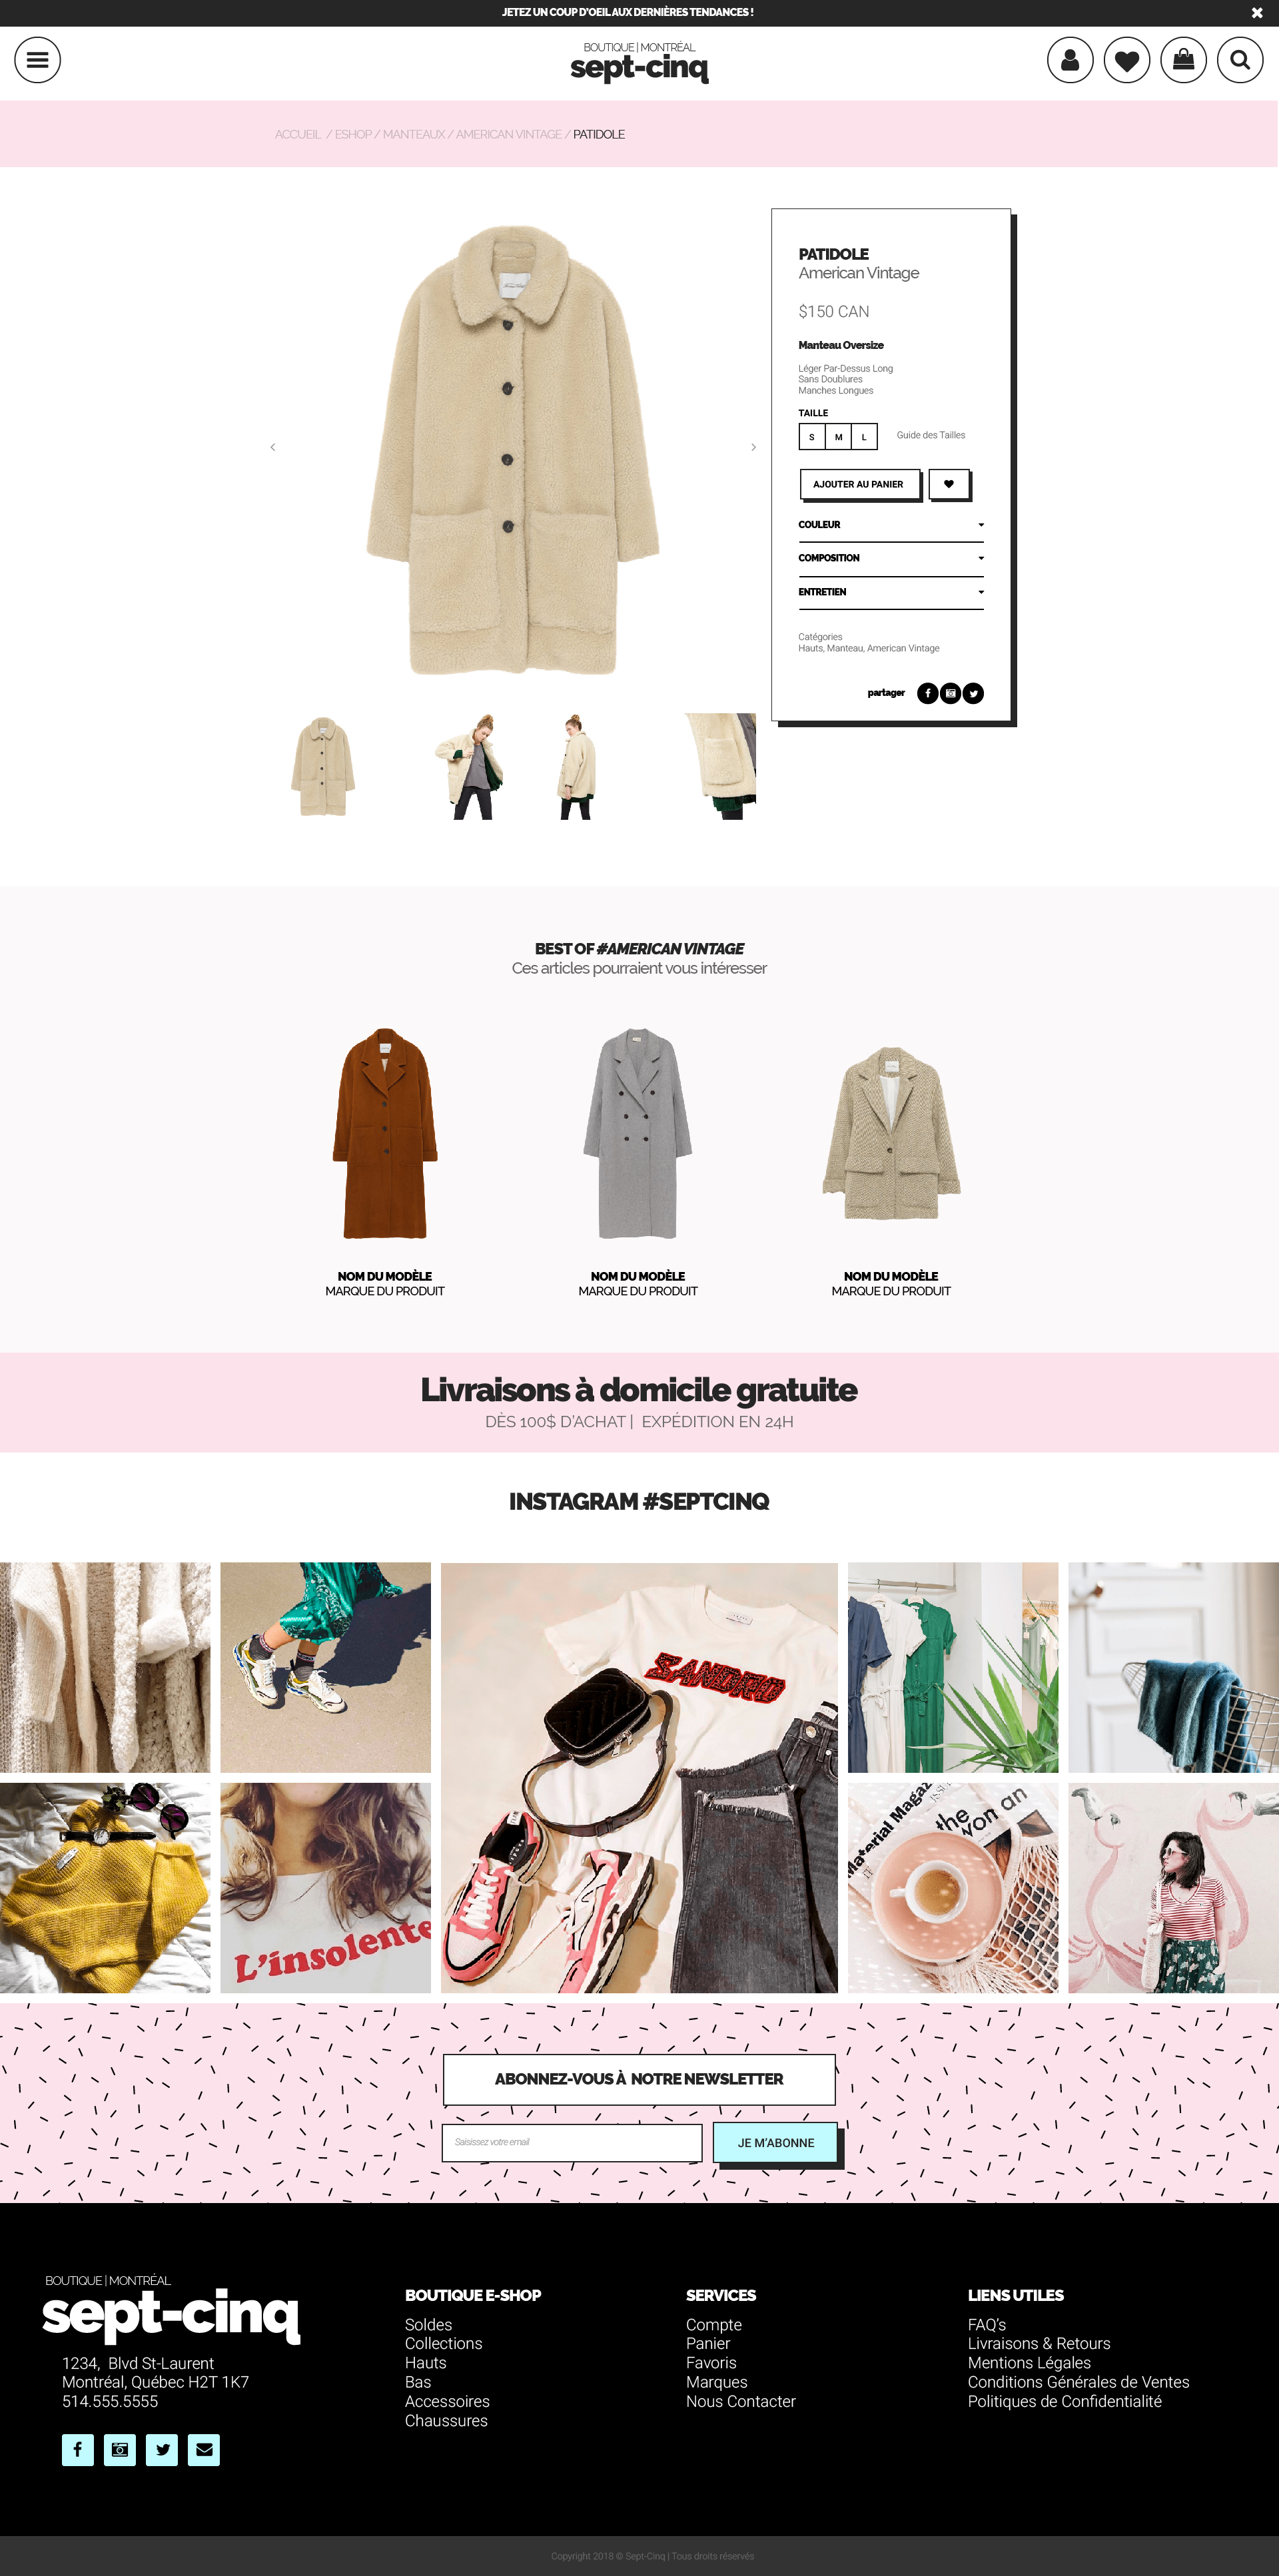 JETEZ UN COUP D'OEIL AUX DERNIÈRES TENDANCES !
BOUTIQUE | MONTRÉAL
sept-cinq
ACCUEIL / ESHOP / MANTEAUX / AMERICAN VINTAGE / PATIDOLE
PATIDOLE
American Vintage
$150 CAN
Manteau Oversize
Léger Par-Dessus Long
Sans Doublures
Manches Longues
TAILLE
S M L Guide des Tailles
AJOUTER AU PANIER
COULEUR
COMPOSITION
ENTRETIEN
Catégories
Hauts, Manteau, American Vintage
partager
BEST OF #AMERICAN VINTAGE
Ces articles pourraient vous intéresser
NOM DU MODÈLE
MARQUE DU PRODUIT
NOM DU MODÈLE
MARQUE DU PRODUIT
NOM DU MODÈLE
MARQUE DU PRODUIT
Livraisons à domicile gratuite
DÈS 100$ D'ACHAT | EXPÉDITION EN 24H
INSTAGRAM #SEPTCINQ
SANDRO
L'insolente
Material Magaz
the
won an
ABONNEZ-VOUS À NOTRE NEWSLETTER
Saisissez votre email
JE M'ABONNE
BOUTIQUE | MONTRÉAL
sept-cinq
1234, Blvd St-Laurent
Montréal, Québec H2T 1K7
514.555.5555
BOUTIQUE E-SHOP
Soldes
Collections
Hauts
Bas
Accessoires
Chaussures
SERVICES
Compte
Panier
Favoris
Marques
Nous Contacter
LIENS UTILES
FAQ's
Livraisons & Retours
Mentions Légales
Conditions Générales de Ventes
Politiques de Confidentialité
Copyright 2018 © Sept-Cinq | Tous droits réservés